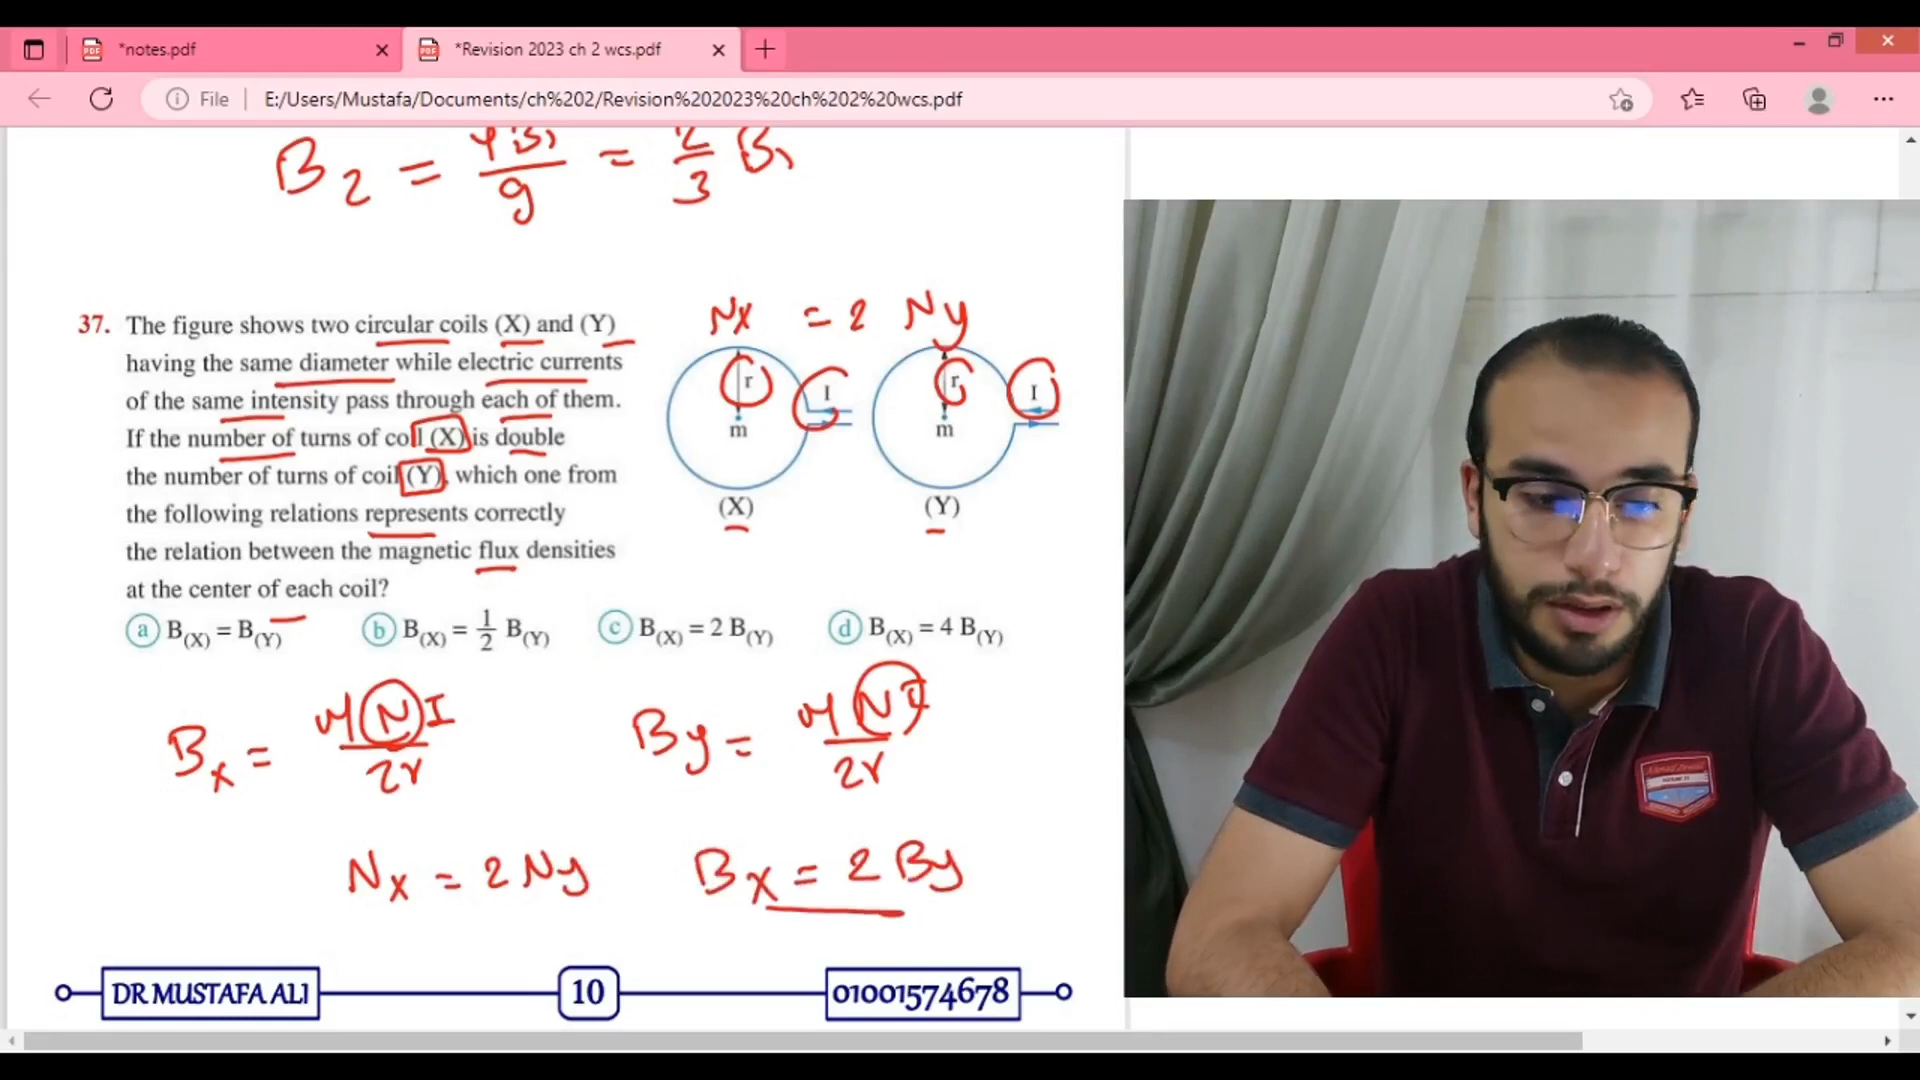 *notes.pdf
*Revision 2023 ch 2 wcs.pdf
File
E:/Users/Mustafa/Documents/ch%202/Revision%202023%20ch%202%20wcs.pdf
B2 = 4B1/9 = 2/3 B1
Nx = 2 Ny
37. The figure shows two circular coils (X) and (Y)
having the same diameter while electric currents
of the same intensity pass through each of them.
If the number of turns of coil (X) is double
the number of turns of coil (Y), which one from
the following relations represents correctly
the relation between the magnetic flux densities
at the center of each coil?
r I r I
m m
(X) (Y)
a B(X) = B(Y) b B(X) = 1/2 B(Y) c B(X) = 2 B(Y) d B(X) = 4 B(Y)
Bx = μNI/2r By = μNI/2r
Nx = 2Ny Bx = 2 By
DR MUSTAFA ALI 10 01001574678